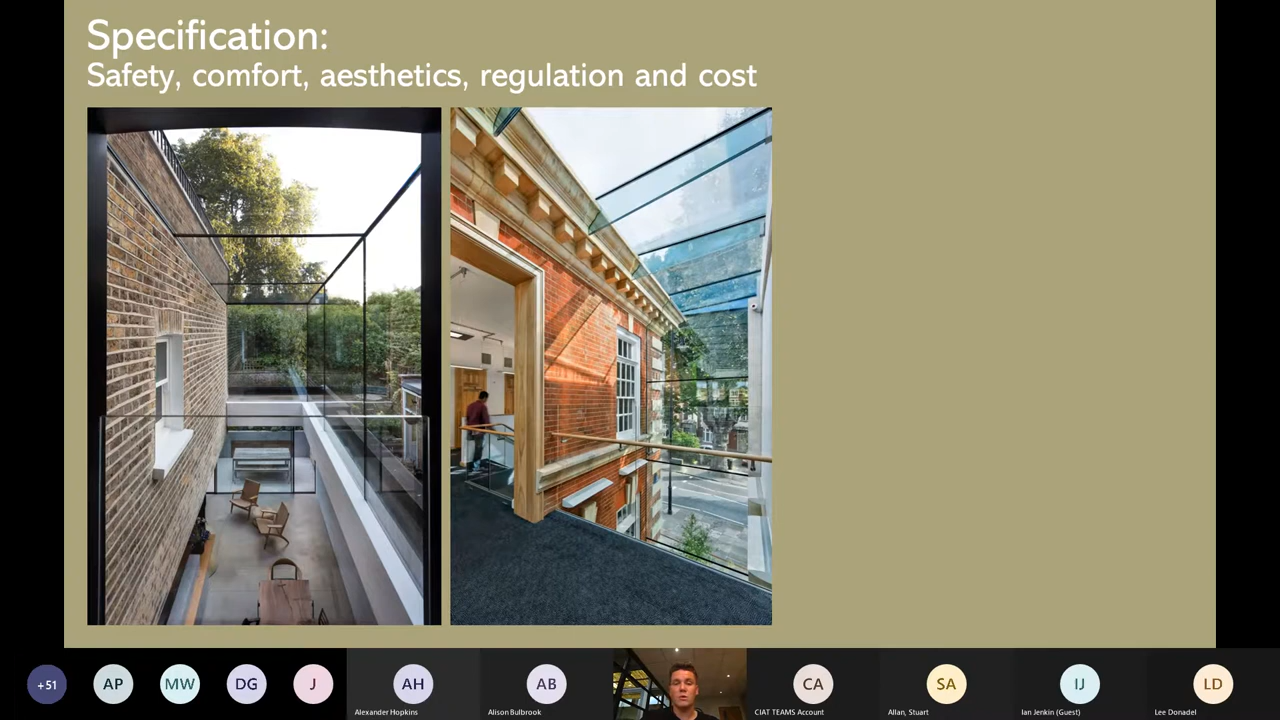 Specification:
Safety, comfort, aesthetics, regulation and cost
+51
AP
MW
DG
J
AH
Alexander Hopkins
AB
Alison Bulbrook
CA
CIAT TEAMS Account
SA
Allan, Stuart
IJ
Ian Jenkin (Guest)
LD
Lee Donadel